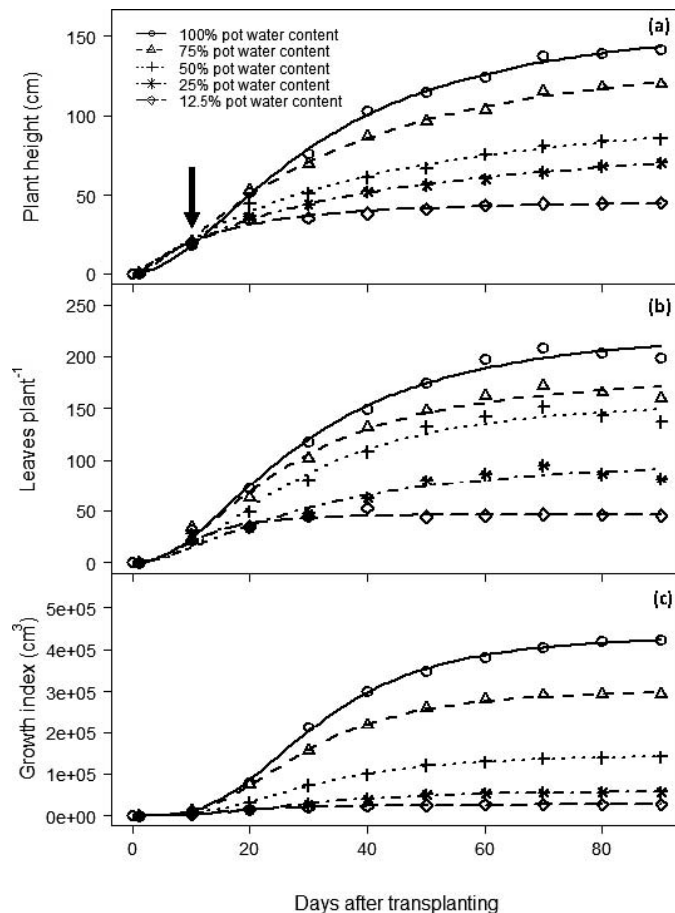 (a)
100% pot water content
75% pot water content
50% pot water content
25% pot water content
12.5% pot water content
Plant height (cm)
150
100
50
0
(b)
Leaves plant⁻¹
250
200
150
100
50
0
(c)
Growth index (cm³)
5e+05
4e+05
3e+05
2e+05
1e+05
0e+00
0 20 40 60 80
Days after transplanting